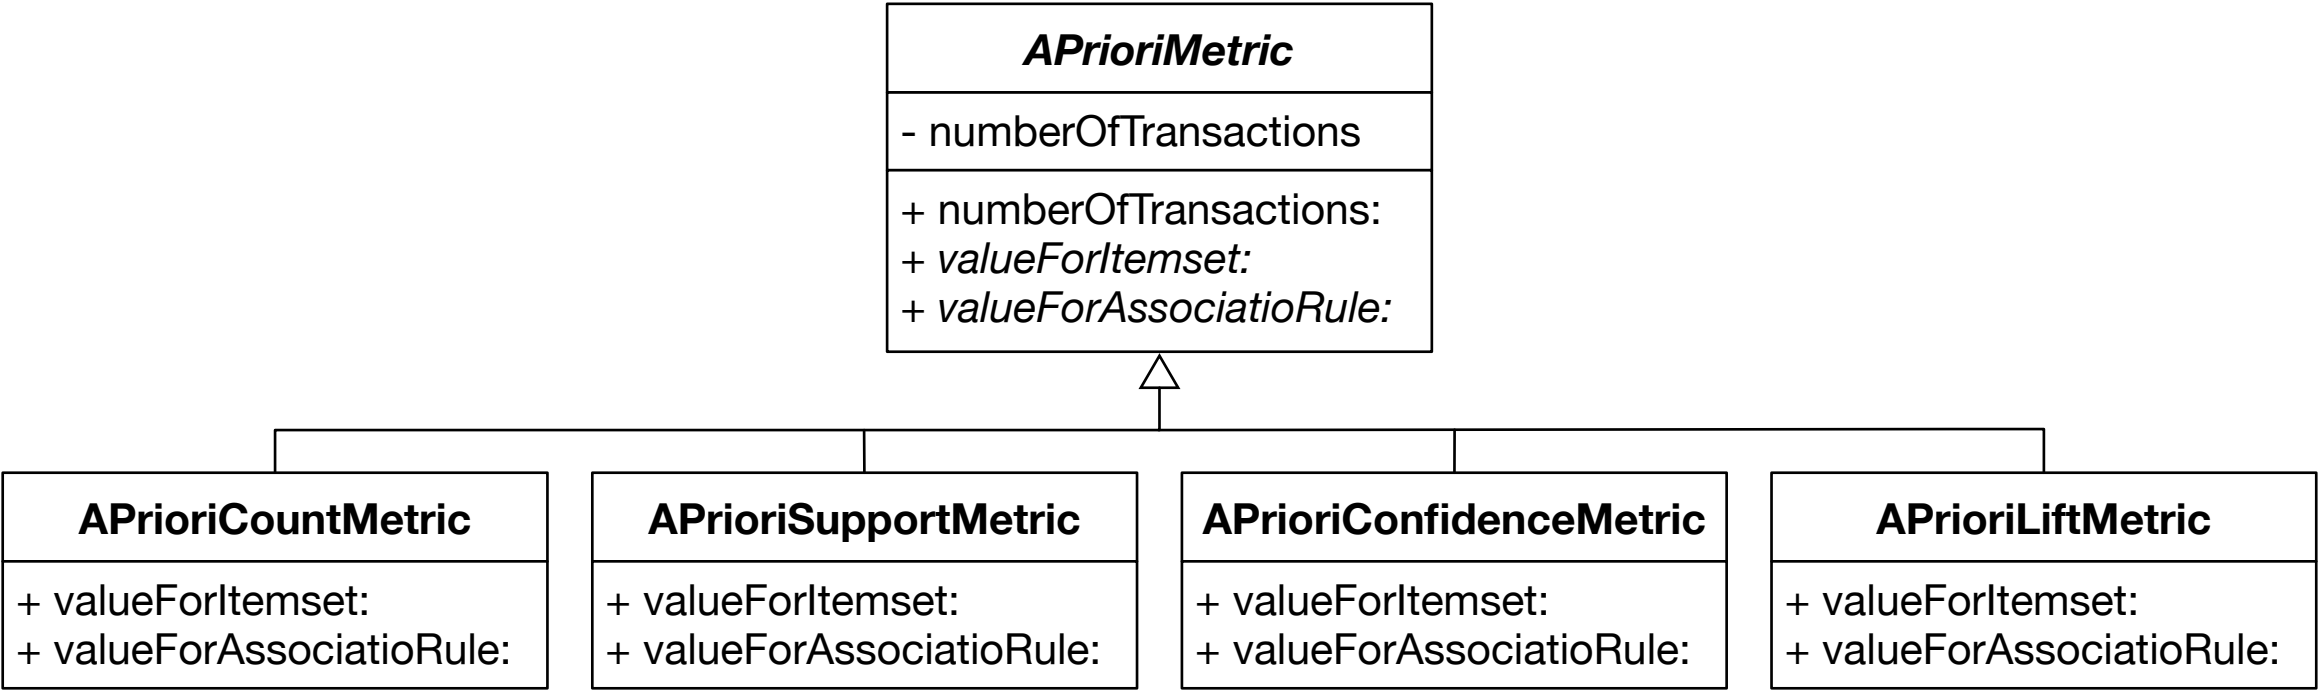 APrioriMetric
- numberOfTransactions
+ numberOfTransactions:
+ valueForItemset:
+ valueForAssociatioRule:
APrioriCountMetric
+ valueForItemset:
+ valueForAssociatioRule:
APrioriSupportMetric
+ valueForItemset:
+ valueForAssociatioRule:
APrioriConfidenceMetric
+ valueForItemset:
+ valueForAssociatioRule:
APrioriLiftMetric
+ valueForItemset:
+ valueForAssociatioRule: